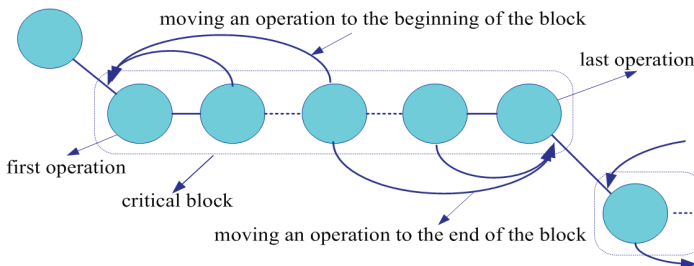 moving an operation to the beginning of the block
last operation
first operation
critical block
moving an operation to the end of the block